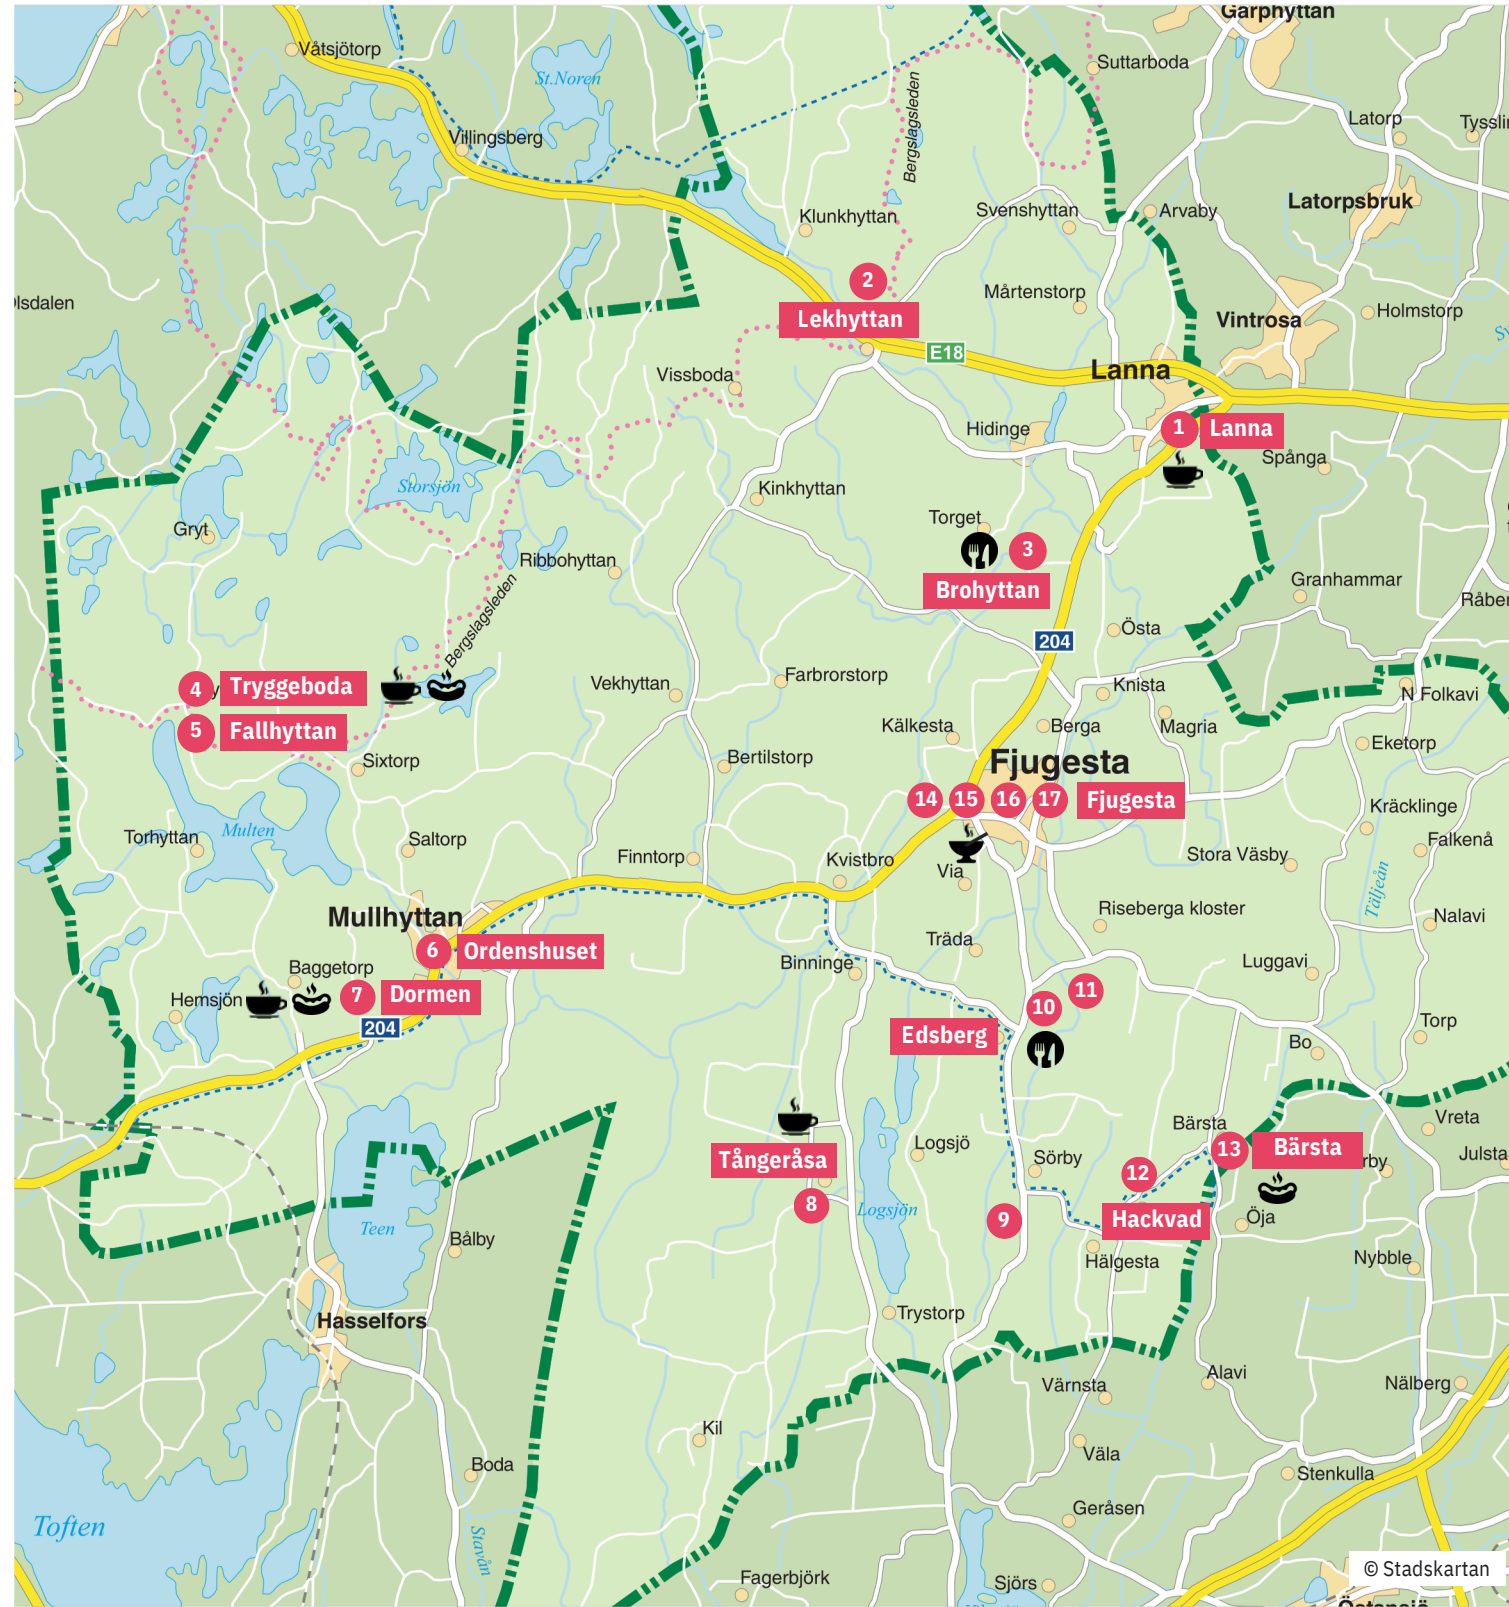 Garphyttan
Våtsjötorp
Suttarboda
St.Noren
Bergslagsleden
Latorp
Villingsberg
Latorpsbruk
Klunkhyttan
Svenshyttan
Arvaby
2
Lekhyttan
Mårtenstorp
Holmstorp
Vintrosa
E18
Lanna
Vissboda
Hidinge
1
Lanna
Spånga
Storsjön
Kinkhyttan
Torget
Gryt
Ribbohyttan
3
Brohyttan
Granhammar
Bergslagsleden
Östa
204
4
Tryggeboda
Vekhyttan
Farbrorstorp
Knista
N Folkavi
5
Fallhyttan
Kälkesta
Berga
Magria
Eketorp
Sixtorp
Bertilstorp
Fjugesta
14
15
16
17
Fjugesta
Kräcklinge
Torhyttan
Multen
Saltorp
Falkenå
Finntorp
Kvistbro
Stora Väsby
Via
Täljeån
Mullhyttan
Riseberga kloster
Nalavi
6
Ordenshuset
Träda
Binninge
Luggavi
Baggetorp
Hemsjön
7
Dormen
204
10
11
Edsberg
Torp
Bo
Bärsta
Vreta
Logsjö
Tångeråsa
Sörby
13
Bärsta
rby
Julsta
12
8
Logsjön
9
Hackvad
Öja
Teen
Bålby
Hälgesta
Nybble
Hasselfors
Trystorp
Värnsta
Alavi
Nälberg
Kil
Väla
Boda
Stenkulla
Geråsen
Toften
Stavån
Fagerbjörk
Sjörs
© Stadskartan